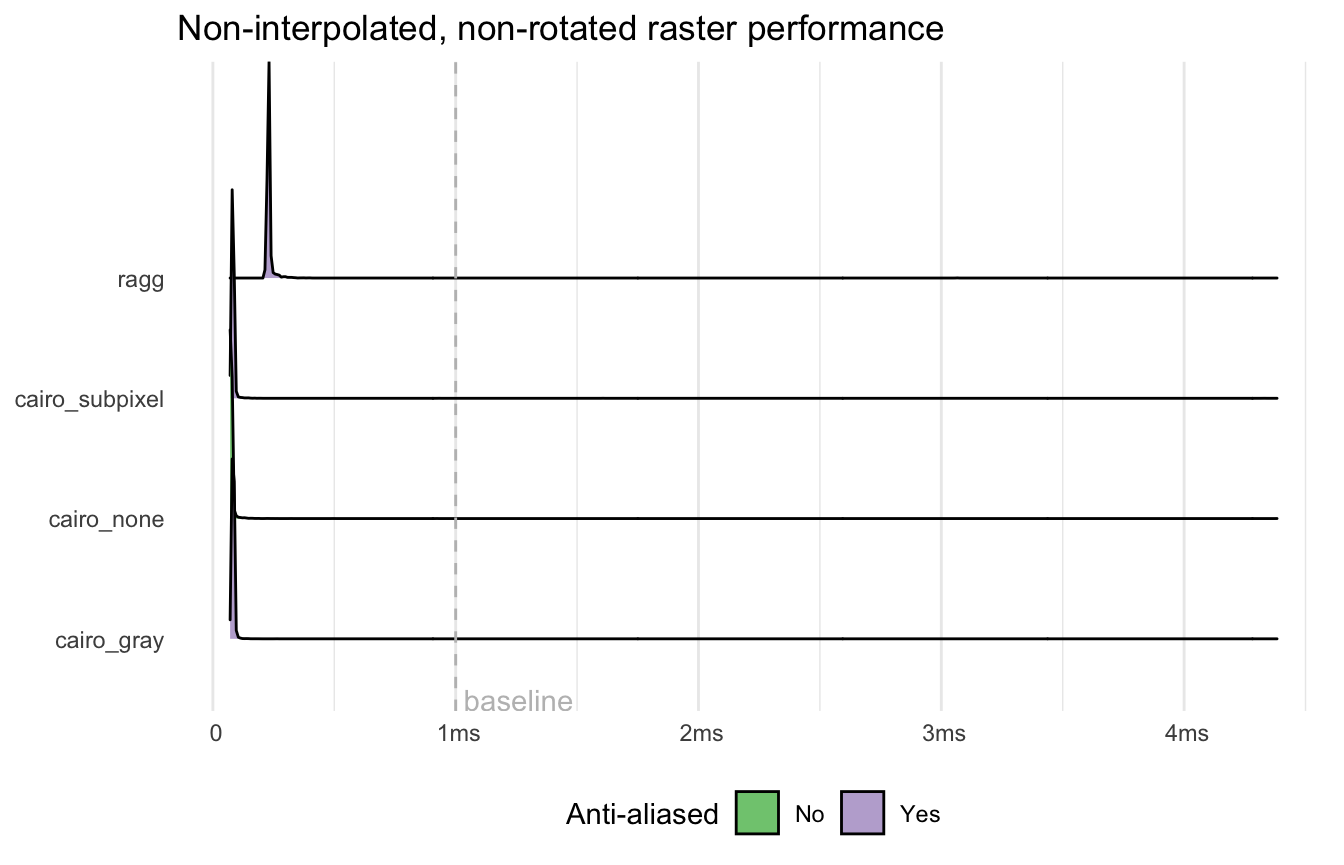 Non-interpolated, non-rotated raster performance
ragg
cairo_subpixel
cairo_none
cairo_gray
baseline
0 1ms 2ms 3ms 4ms
Anti-aliased No Yes